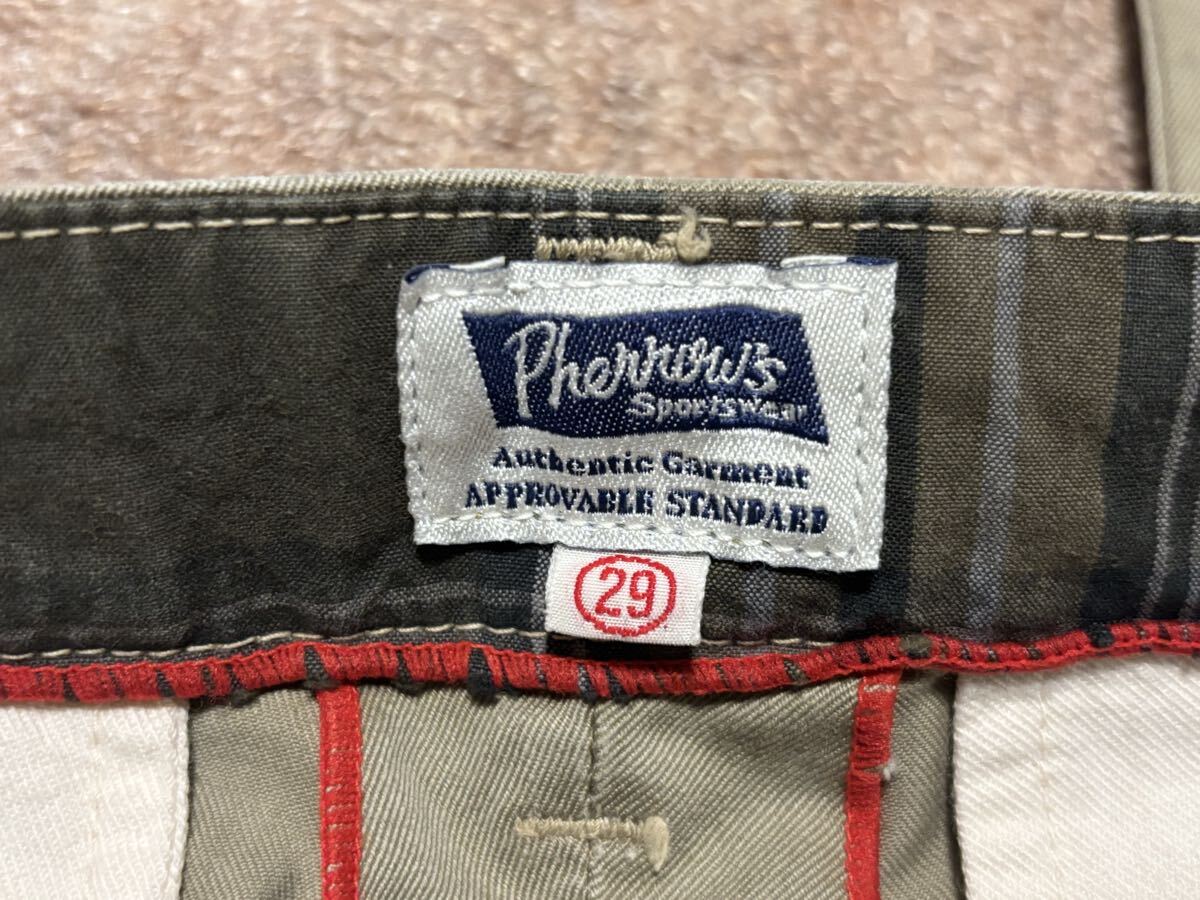 Pherrow's
Sportswear
Authentic Garment
APPROVABLE STANDARD
29